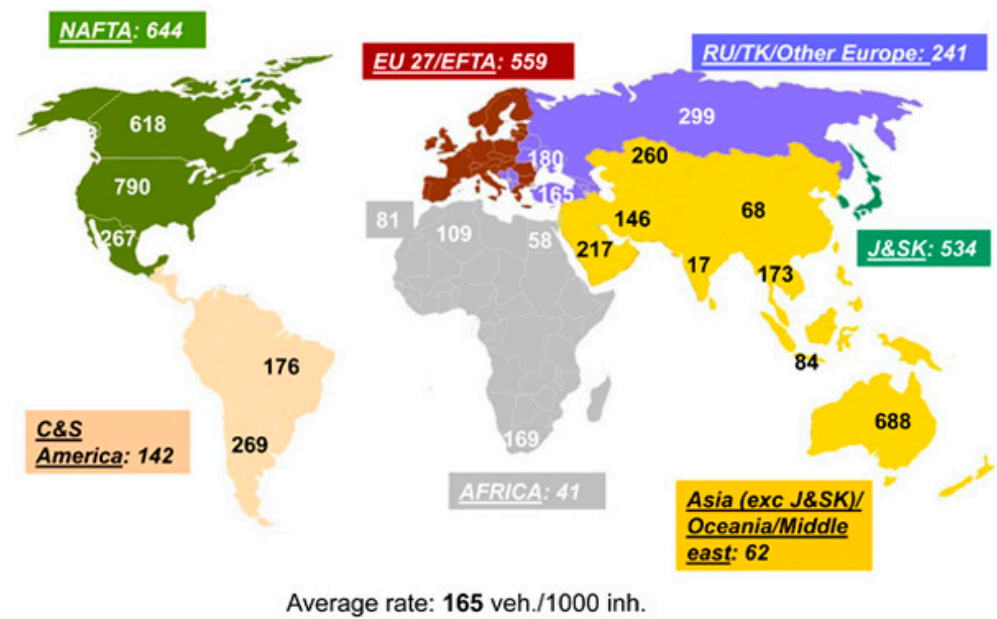 NAFTA: 644
EU 27/EFTA: 559
RU/TK/Other Europe: 241
618
299
790
180
260
165
267
81
109
58
146
217
68
17
173
J&SK: 534
84
176
269
169
688
C&S
America: 142
AFRICA: 41
Asia (exc J&SK)/
Oceania/Middle
east: 62
Average rate: 165 veh./1000 inh.